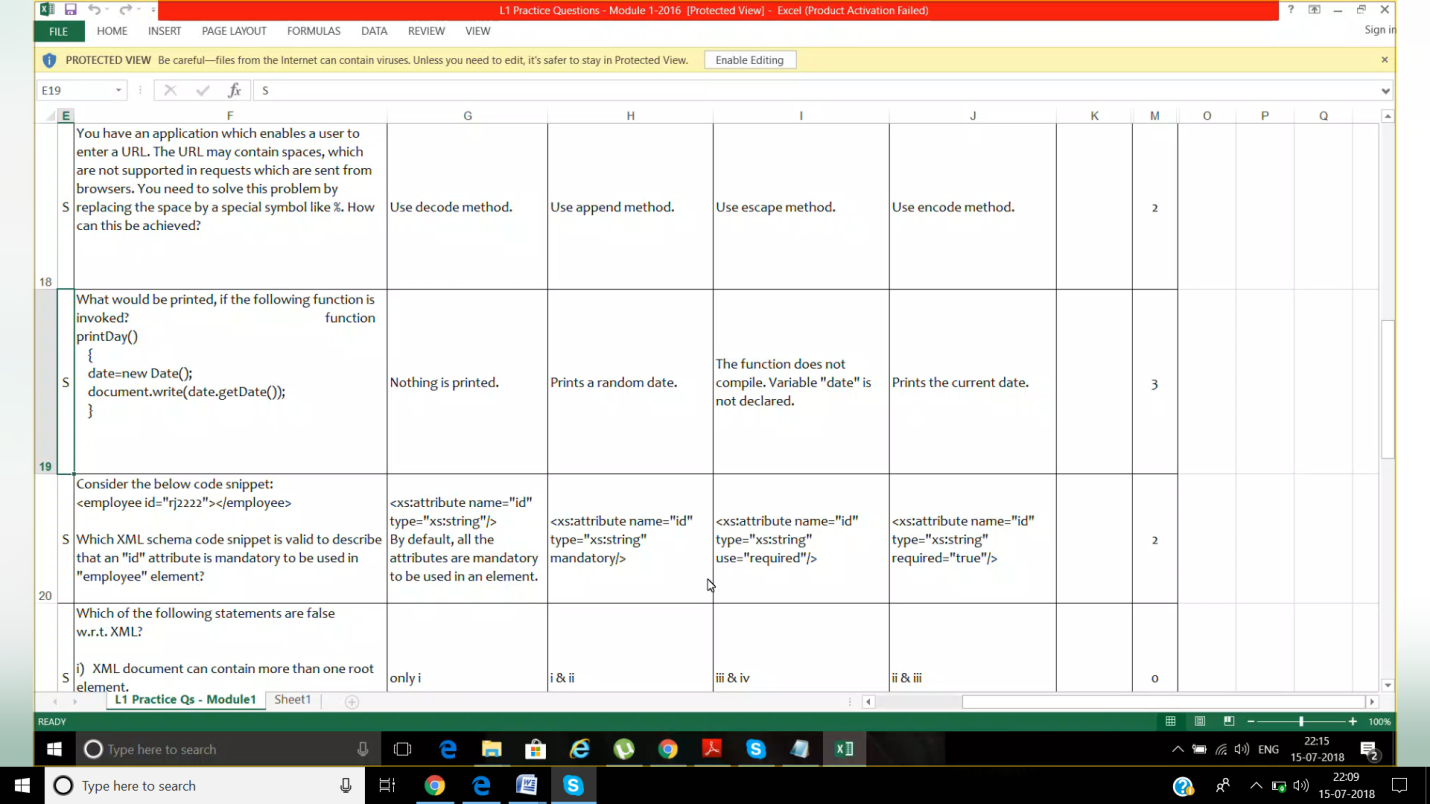 L1 Practice Questions - Module 1-2016 [Protected View] - Excel (Product Activation Failed)
FILE HOME INSERT PAGE LAYOUT FORMULAS DATA REVIEW VIEW Sign in
PROTECTED VIEW Be careful—files from the Internet can contain viruses. Unless you need to edit, it's safer to stay in Protected View. Enable Editing
E19 fx S
E F G H I J K M O P Q
You have an application which enables a user to
enter a URL. The URL may contain spaces, which
are not supported in requests which are sent from
browsers. You need to solve this problem by
S replacing the space by a special symbol like %. How Use decode method. Use append method. Use escape method. Use encode method. 2
can this be achieved?
18
What would be printed, if the following function is
invoked? function
printDay()
{
date=new Date();
document.write(date.getDate());
}
S
Nothing is printed.
Prints a random date.
The function does not
compile. Variable "date" is
not declared.
Prints the current date.
3
19
Consider the below code snippet:
<employee id="rj2222"></employee>
Which XML schema code snippet is valid to describe
that an "id" attribute is mandatory to be used in
"employee" element?
S
<xs:attribute name="id"
type="xs:string"/>
By default, all the
attributes are mandatory
to be used in an element.
<xs:attribute name="id"
type="xs:string"
mandatory/>
<xs:attribute name="id"
type="xs:string"
use="required"/>
<xs:attribute name="id"
type="xs:string"
required="true"/>
2
20
Which of the following statements are false
w.r.t. XML?
i) XML document can contain more than one root
element.
S
only i
i & ii
iii & iv
ii & iii
0
L1 Practice Qs - Module1 Sheet1
READY 100%
Type here to search ENG 22:15
15-07-2018 2
Type here to search 22:09
15-07-2018